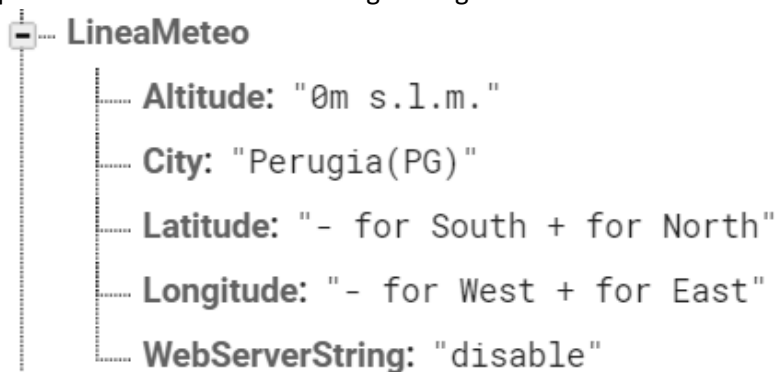 LineaMeteo
Altitude: "0m s.l.m."
City: "Perugia(PG)"
Latitude: "- for South + for North"
Longitude: "- for West + for East"
WebServerString: "disable"